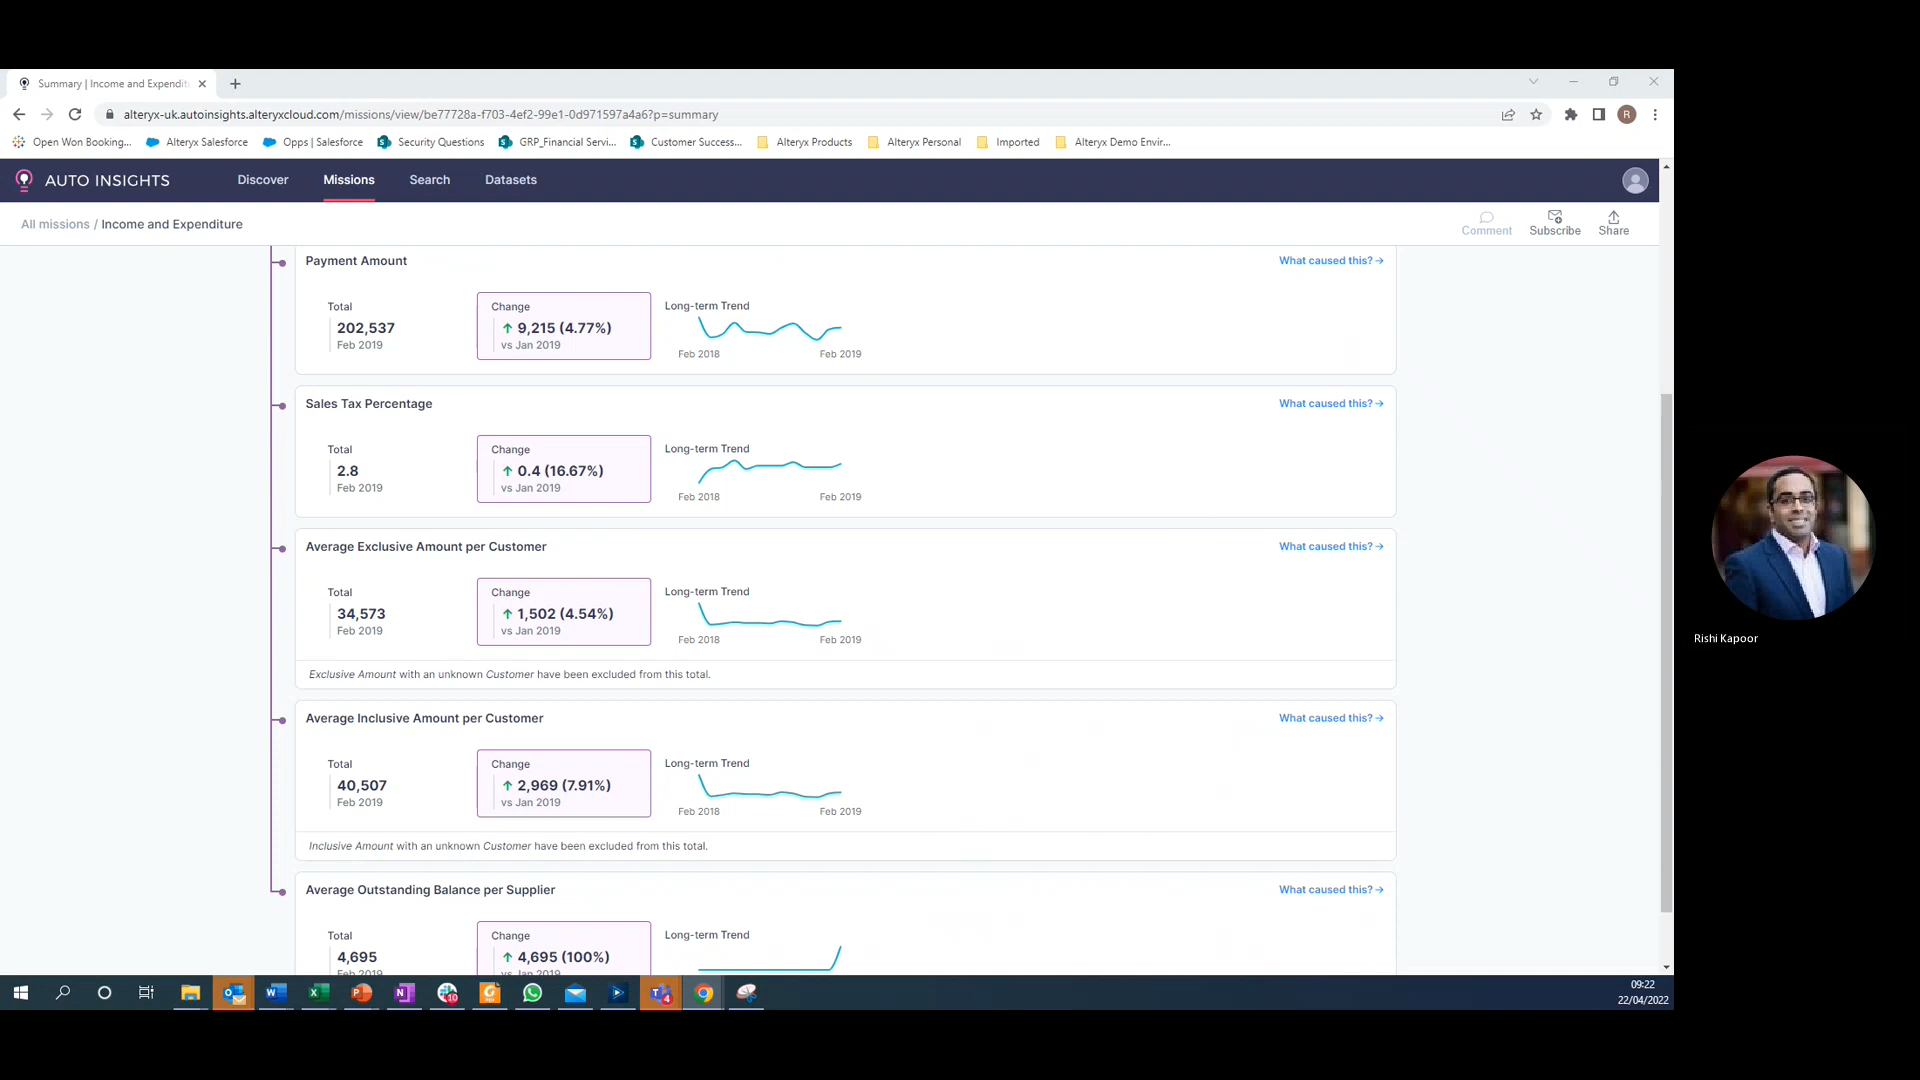 Summary | Income and Expendit
alteryx-uk.autoinsights.alteryxcloud.com/missions/view/be77728a-f703-4ef2-99e1-0d971597a4a6?p=summary
R
Open Won Booking... Alteryx Salesforce Opps | Salesforce Security Questions GRP_Financial Servi... Customer Success... Alteryx Products Alteryx Personal Imported Alteryx Demo Envir...
AUTO INSIGHTS Discover Missions Search Datasets
All missions / Income and Expenditure Comment Subscribe Share
Payment Amount What caused this? →
Total Change Long-term Trend
202,537 ↑ 9,215 (4.77%)
Feb 2019 vs Jan 2019 Feb 2018 Feb 2019
Sales Tax Percentage What caused this? →
Total Change Long-term Trend
2.8 ↑ 0.4 (16.67%)
Feb 2019 vs Jan 2019 Feb 2018 Feb 2019
Average Exclusive Amount per Customer What caused this? →
Total Change Long-term Trend
34,573 ↑ 1,502 (4.54%)
Feb 2019 vs Jan 2019 Feb 2018 Feb 2019
Exclusive Amount with an unknown Customer have been excluded from this total.
Average Inclusive Amount per Customer What caused this? →
Total Change Long-term Trend
40,507 ↑ 2,969 (7.91%)
Feb 2019 vs Jan 2019 Feb 2018 Feb 2019
Inclusive Amount with an unknown Customer have been excluded from this total.
Average Outstanding Balance per Supplier What caused this? →
Total Change Long-term Trend
4,695 ↑ 4,695 (100%)
Feb 2019 vs Jan 2019
Rishi Kapoor
09:22
22/04/2022